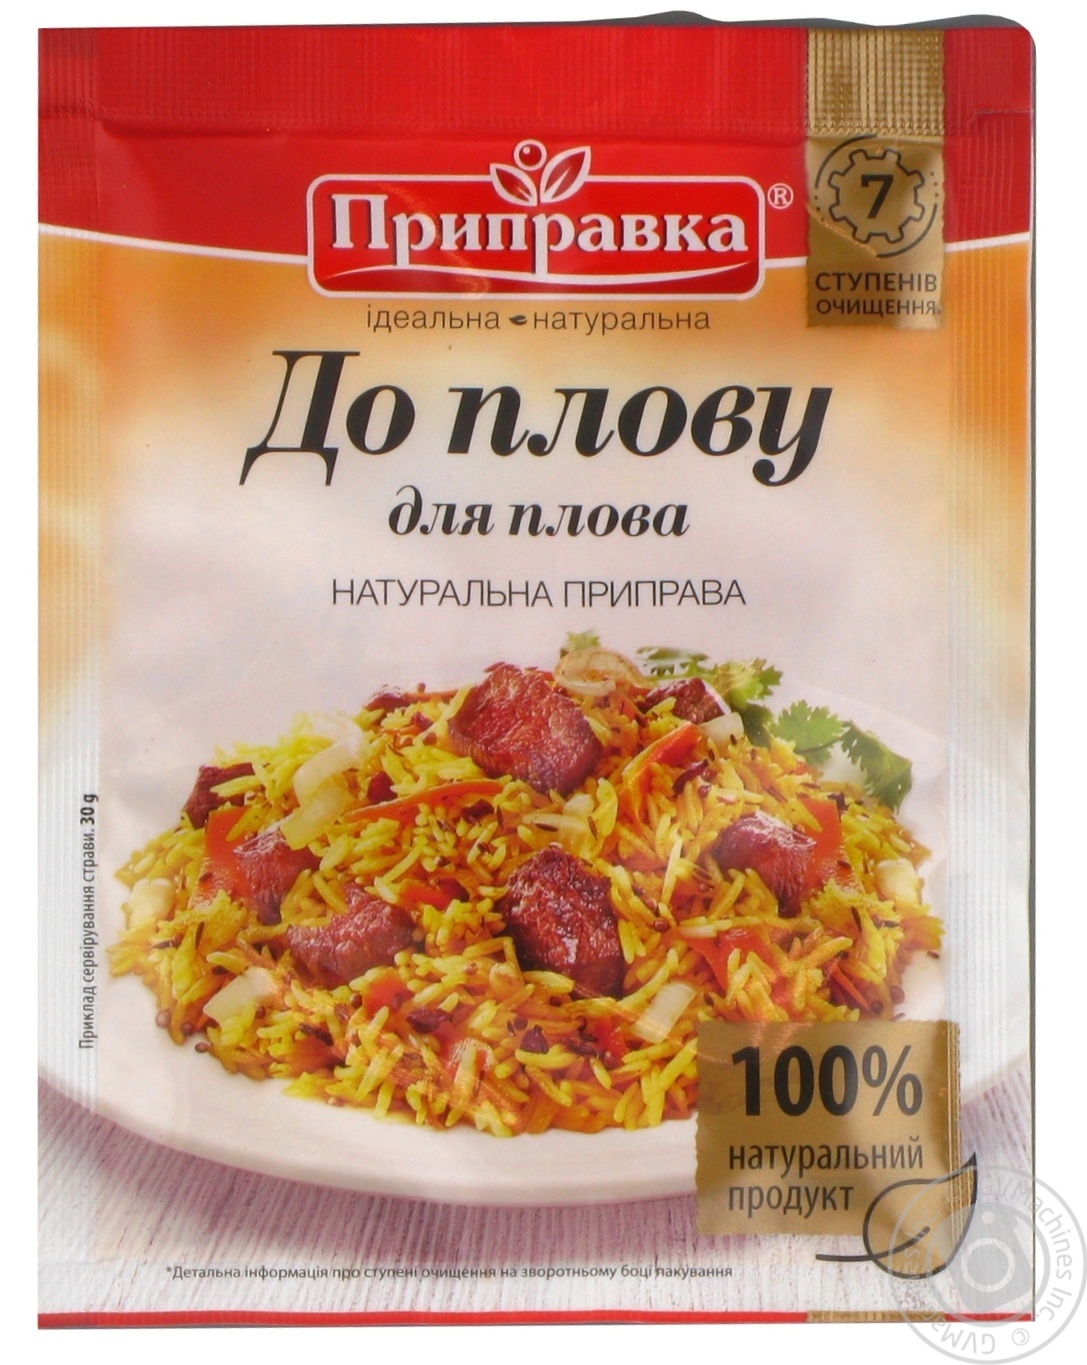 Приправка®
ідеальна натуральна
7
СТУПЕНІВ
ОЧИЩЕННЯ*
До плову
для плова
НАТУРАЛЬНА ПРИПРАВА
Приклад сервірування страви. 30 g
100%
натуральний
продукт
*Детальна інформація про ступені очищення на зворотньому боці пакування